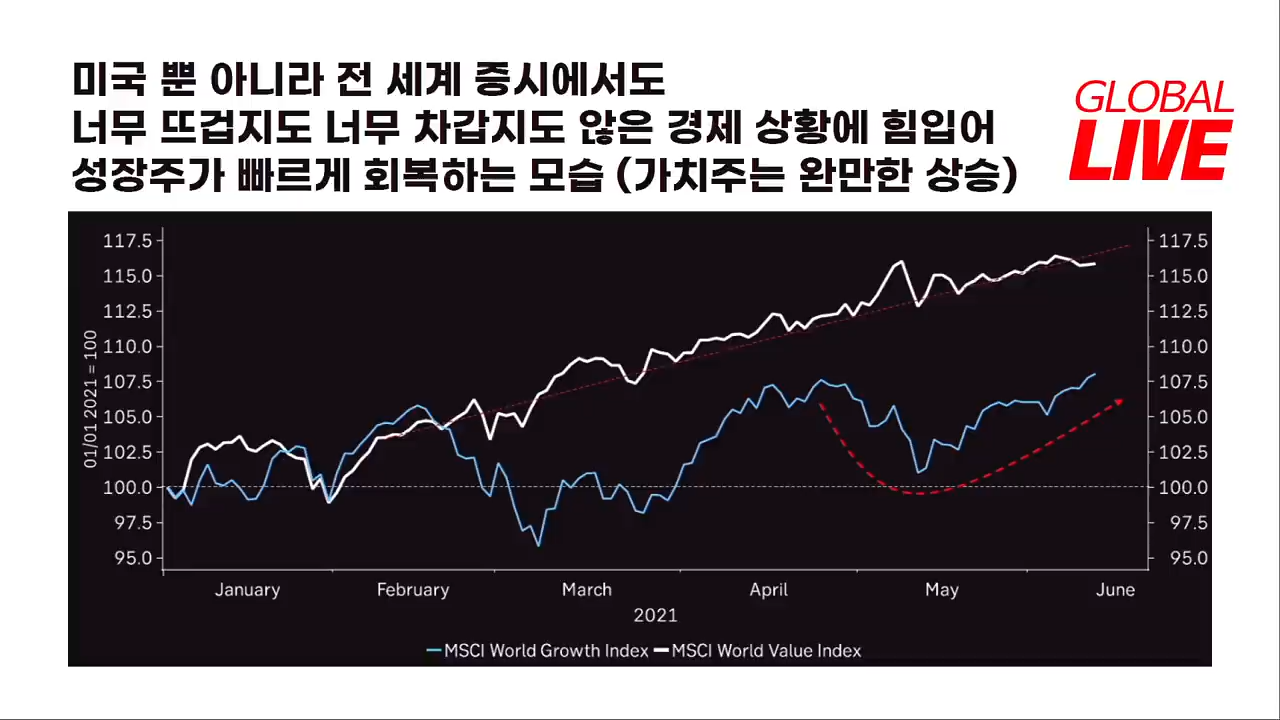 미국 뿐 아니라 전 세계 증시에서도
너무 뜨겁지도 너무 차갑지도 않은 경제 상황에 힘입어
성장주가 빠르게 회복하는 모습 (가치주는 완만한 상승)
GLOBAL
LIVE
117.5
115.0
112.5
110.0
107.5
105.0
102.5
100.0
97.5
95.0
01/01 2021 = 100
117.5
115.0
112.5
110.0
107.5
105.0
102.5
100.0
97.5
95.0
January February March April May June
2021
MSCI World Growth Index MSCI World Value Index